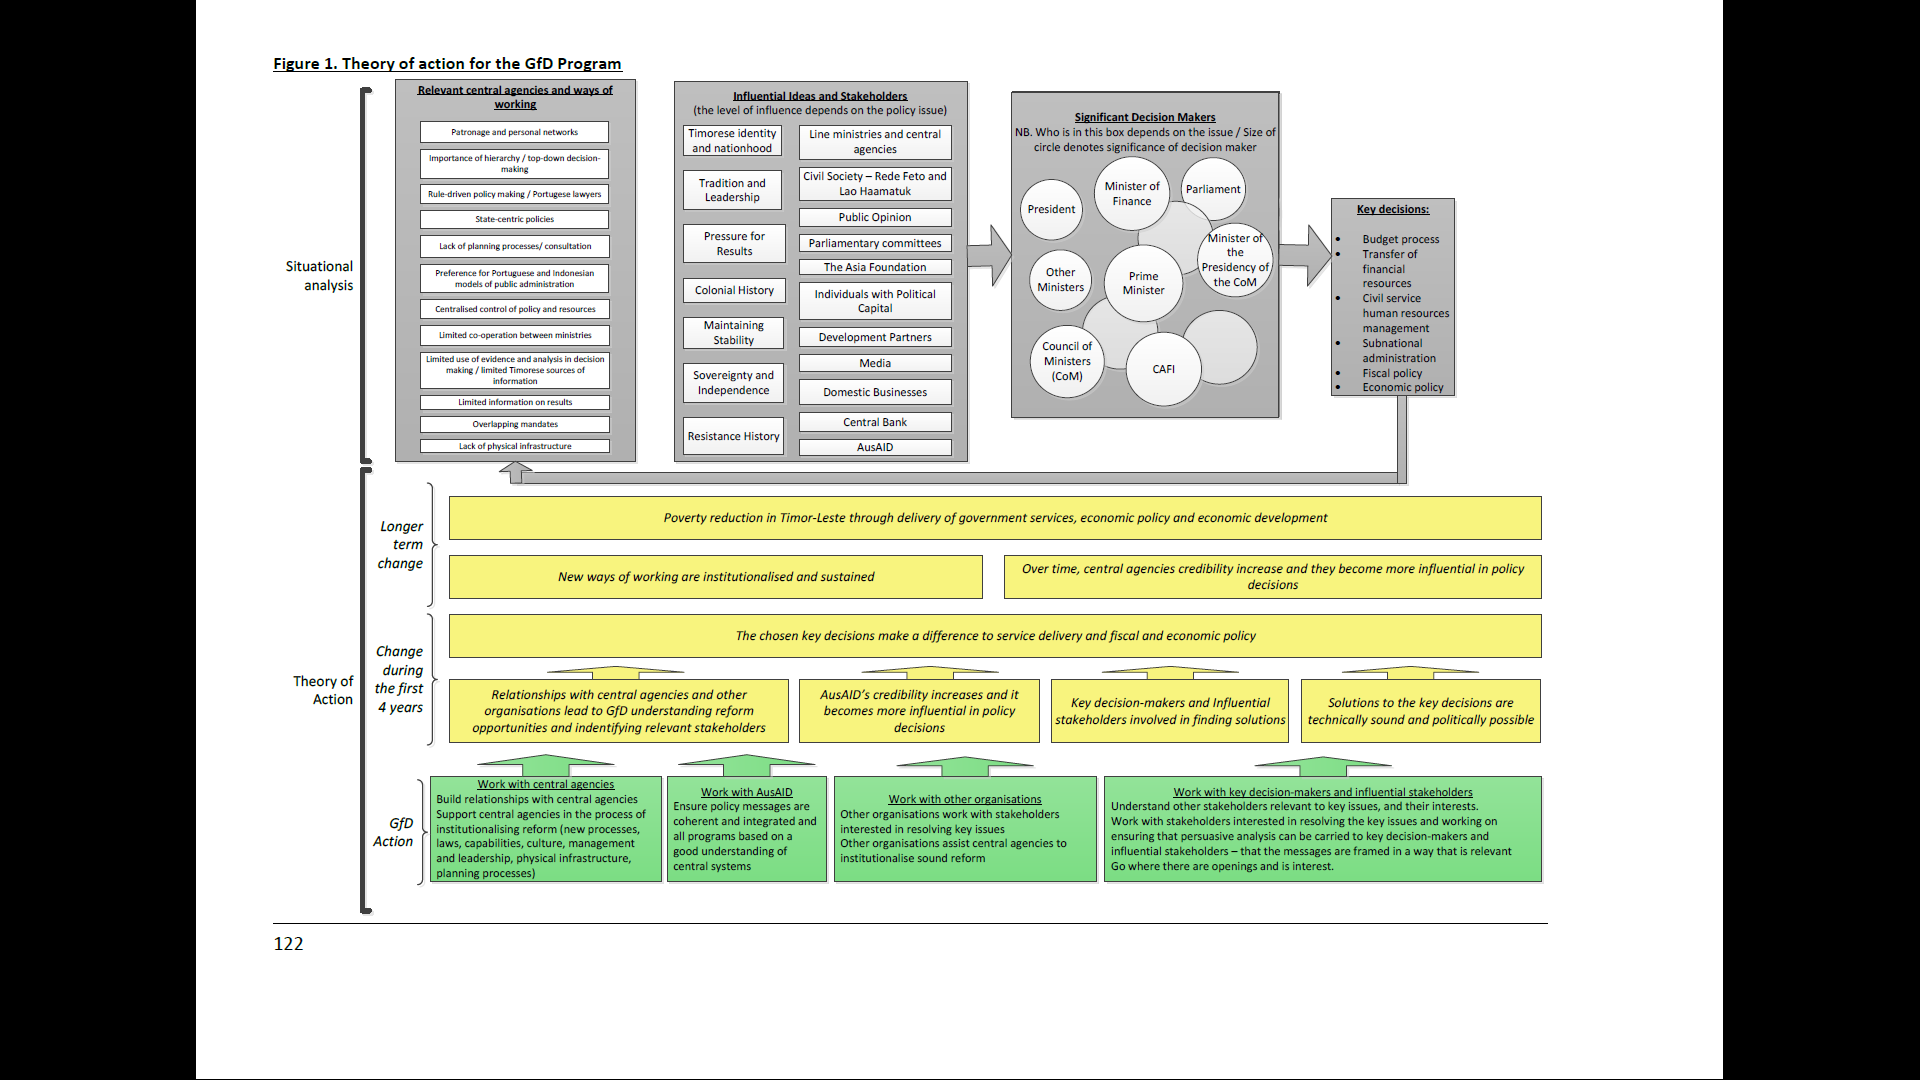 Figure 1. Theory of action for the GfD Program
Situational
analysis
Relevant central agencies and ways of
working
Patronage and personal networks
Importance of hierarchy / top-down decision-
making
Rule-driven policy making / Portugese lawyers
State-centric policies
Lack of planning processes/ consultation
Preference for Portuguese and Indonesian
models of public administration
Centralised control of policy and resources
Limited co-operation between ministries
Limited use of evidence and analysis in decision
making / limited Timorese sources of
information
Limited information on results
Overlapping mandates
Lack of physical infrastructure
Influential Ideas and Stakeholders
(the level of influence depends on the policy issue)
Timorese identity
and nationhood
Tradition and
Leadership
Pressure for
Results
Colonial History
Maintaining
Stability
Sovereignty and
Independence
Resistance History
Line ministries and central
agencies
Civil Society – Rede Feto and
Lao Haamatuk
Public Opinion
Parliamentary committees
The Asia Foundation
Individuals with Political
Capital
Development Partners
Media
Domestic Businesses
Central Bank
AusAID
Significant Decision Makers
NB. Who is in this box depends on the issue / Size of
circle denotes significance of decision maker
President
Minister of
Finance
Parliament
Other
Ministers
Prime
Minister
Minister of
the
Presidency of
the CoM
Council of
Ministers
(CoM)
CAFI
Key decisions:
• Budget process
• Transfer of
financial
resources
• Civil service
human resources
management
• Subnational
administration
• Fiscal policy
• Economic policy
Theory of
Action
Longer
term
change
Poverty reduction in Timor-Leste through delivery of government services, economic policy and economic development
New ways of working are institutionalised and sustained
Over time, central agencies credibility increase and they become more influential in policy
decisions
Change
during
the first
4 years
The chosen key decisions make a difference to service delivery and fiscal and economic policy
Relationships with central agencies and other
organisations lead to GfD understanding reform
opportunities and indentifying relevant stakeholders
AusAID's credibility increases and it
becomes more influential in policy
decisions
Key decision-makers and Influential
stakeholders involved in finding solutions
Solutions to the key decisions are
technically sound and politically possible
GfD
Action
Work with central agencies
Build relationships with central agencies
Support central agencies in the process of
institutionalising reform (new processes,
laws, capabilities, culture, management
and leadership, physical infrastructure,
planning processes)
Work with AusAID
Ensure policy messages are
coherent and integrated and
all programs based on a
good understanding of
central systems
Work with other organisations
Other organisations work with stakeholders
interested in resolving key issues
Other organisations assist central agencies to
institutionalise sound reform
Work with key decision-makers and influential stakeholders
Understand other stakeholders relevant to key issues, and their interests.
Work with stakeholders interested in resolving the key issues and working on
ensuring that persuasive analysis can be carried to key decision-makers and
influential stakeholders – that the messages are framed in a way that is relevant
Go where there are openings and is interest.
122